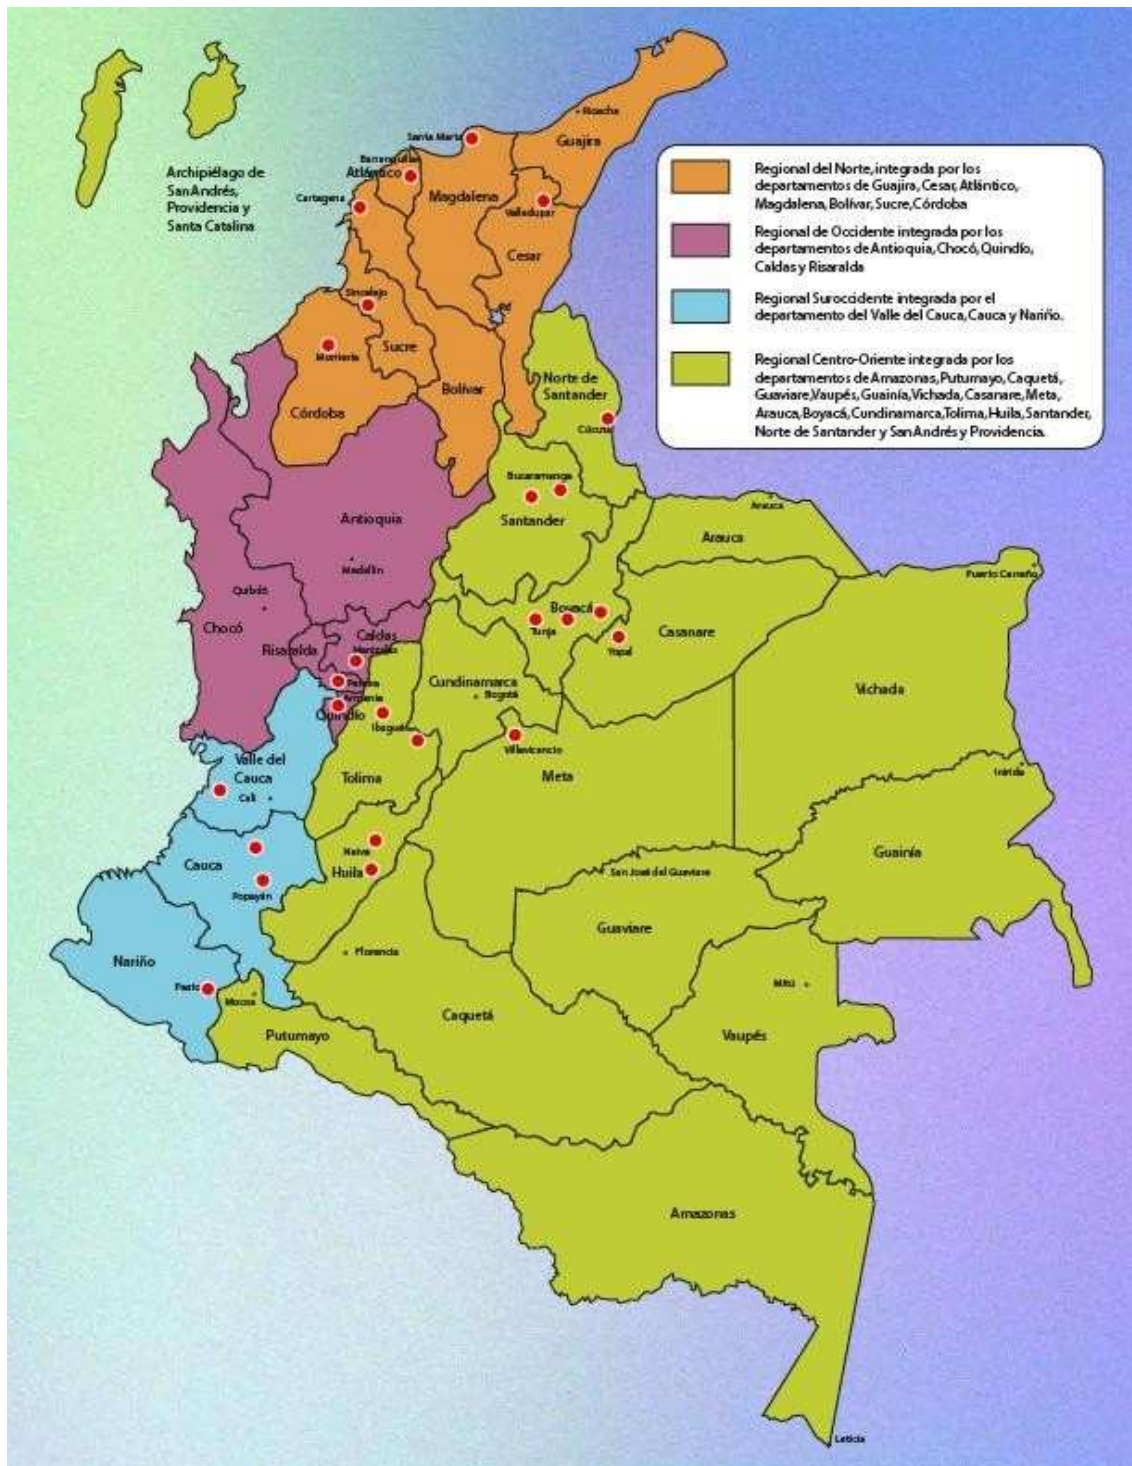 Riohacha
Santa Marta
Guajira
Barranquilla
Archipiélago de
San Andrés,
Providencia y
Santa Catalina
Atlántico
Cartagena
Magdalena
Valledupar
Cesar
Regional del Norte, integrada por los
departamentos de Guajira, Cesar, Atlántico,
Magdalena, Bolívar, Sucre, Córdoba
Regional de Occidente integrada por los
departamentos de Antioquia, Chocó, Quindío,
Caldas y Risaralda
Regional Suroccidente integrada por el
departamento del Valle del Cauca, Cauca y Nariño.
Regional Centro-Oriente integrada por los
departamentos de Amazonas, Putumayo, Caquetá,
Guaviare, Vaupés, Guainía, Vichada, Casanare, Meta,
Arauca, Boyacá, Cundinamarca, Tolima, Huila, Santander,
Norte de Santander y San Andrés y Providencia.
Sincelejo
Sucre
Montería
Bolívar
Córdoba
Norte de
Santander
Cúcuta
Bucaramanga
Santander
Antioquia
Medellín
Arauca
Arauca
Puerto Carreño
Quibdó
Chocó
Boyacá
Tunja
Yopal
Casanare
Caldas
Manizales
Risaralda
Pereira
Armenia
Quindío
Cundinamarca
Bogotá
Vichada
Ibagué
Villavicencio
Valle del
Cauca
Cali
Tolima
Meta
Inírida
Cauca
Popayán
Neiva
Huila
Guainía
San José del Guaviare
Guaviare
Nariño
Pasto
Florencia
Mocoa
Mitú
Caquetá
Putumayo
Vaupés
Amazonas
Leticia